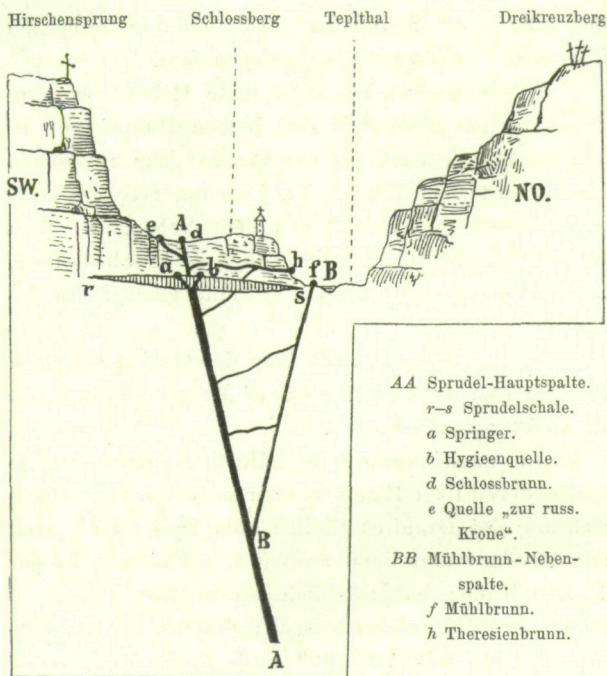 Hirschensprung Schlossberg Teplthal Dreikreuzberg
SW. NO.
e A d
a b h f B
r s
B
A
AA Sprudel-Hauptspalte.
r–s Sprudelschale.
a Springer.
b Hygieenquelle.
d Schlossbrunn.
e Quelle „zur russ.
Krone“.
BB Mühlbrunn-Neben-
spalte.
f Mühlbrunn.
h Theresienbrunn.